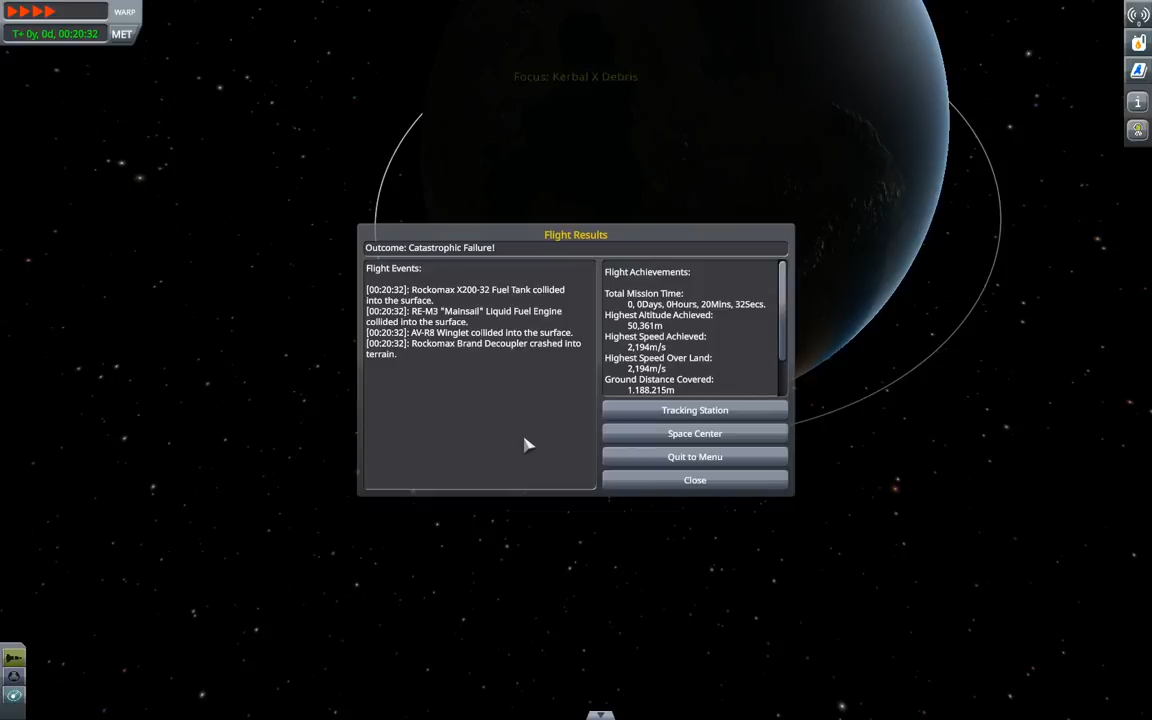 WARP
T+ 0y, 0d, 00:20:32 MET
Focus: Kerbal X Debris
Flight Results
Outcome: Catastrophic Failure!
Flight Events:
[00:20:32]: Rockomax X200-32 Fuel Tank collided
into the surface.
[00:20:32]: RE-M3 "Mainsail" Liquid Fuel Engine
collided into the surface.
[00:20:32]: AV-R8 Winglet collided into the surface.
[00:20:32]: Rockomax Brand Decoupler crashed into
terrain.
Flight Achievements:
Total Mission Time:
0, 0Days, 0Hours, 20Mins, 32Secs.
Highest Altitude Achieved:
50,361m
Highest Speed Achieved:
2,194m/s
Highest Speed Over Land:
2,194m/s
Ground Distance Covered:
1,188,215m
Tracking Station
Space Center
Quit to Menu
Close
0